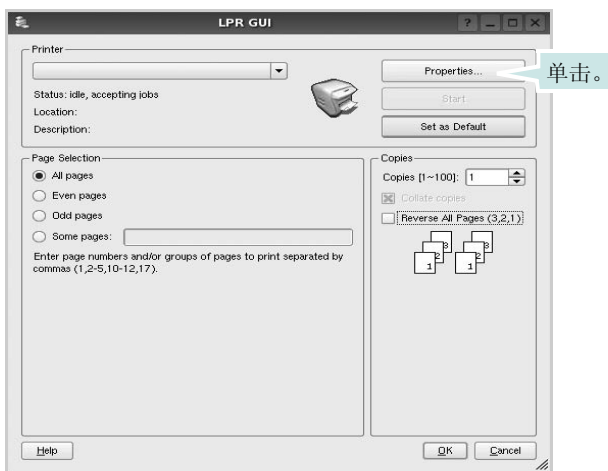 LPR GUI
Printer
Properties...
单击。
Status: idle, accepting jobs
Start
Location:
Description:
Set as Default
Page Selection
All pages
Even pages
Odd pages
Some pages:
Enter page numbers and/or groups of pages to print separated by
commas (1,2-5,10-12,17).
Copies
Copies [1~100]: 1
Collate copies
Reverse All Pages (3,2,1)
3 3
2 2
1 1
Help
OK
Cancel